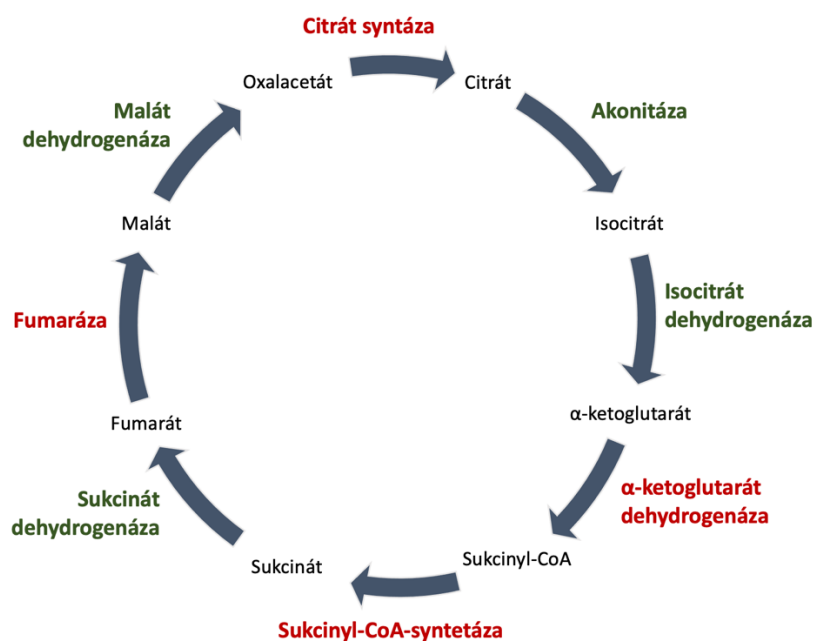 Citrát syntáza
Oxalacetát
Citrát
Malát
dehydrogenáza
Akonitáza
Malát
Isocitrát
Fumaráza
Isocitrát
dehydrogenáza
Fumarát
α-ketoglutarát
Sukcinát
dehydrogenáza
α-ketoglutarát
dehydrogenáza
Sukcinát
Sukcinyl-CoA
Sukcinyl-CoA-syntetáza